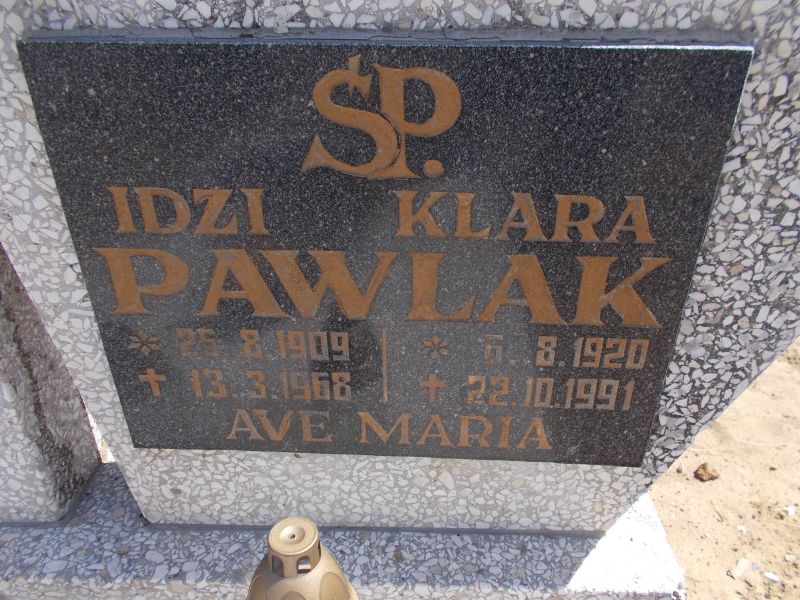 ŚP.
IDZI KLARA
PAWLAK
* 25. 8. 1909 * 6. 8. 1920
✝ 13. 3. 1968 ✝ 22. 10. 1991
AVE MARIA